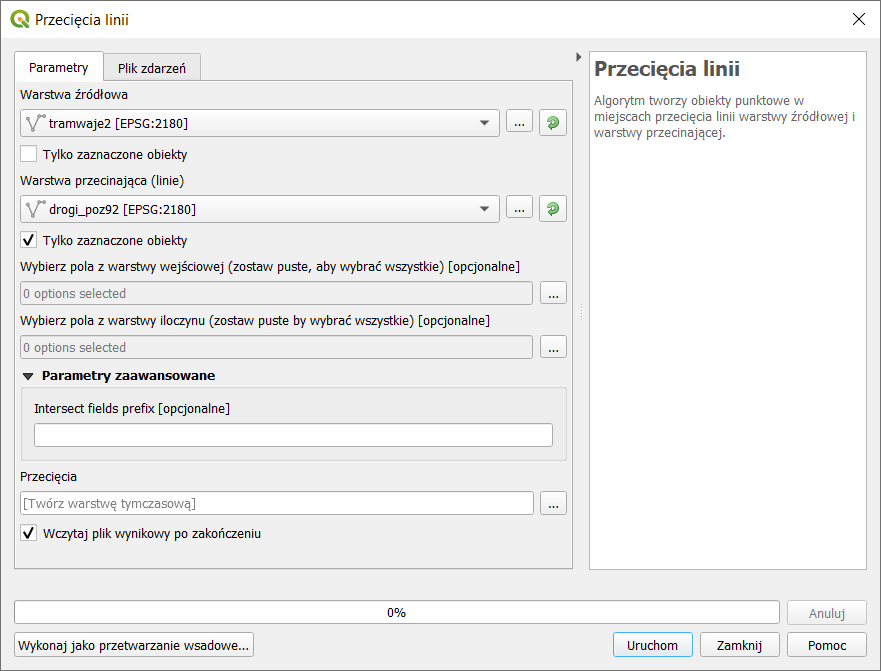 Przecięcia linii
Parametry
Plik zdarzeń
Warstwa źródłowa
tramwaje2 [EPSG:2180]
...
Tylko zaznaczone obiekty
Warstwa przecinająca (linie)
drogi_poz92 [EPSG:2180]
...
Tylko zaznaczone obiekty
Wybierz pola z warstwy wejściowej (zostaw puste, aby wybrać wszystkie) [opcjonalne]
0 options selected
...
Wybierz pola z warstwy iloczynu (zostaw puste by wybrać wszystkie) [opcjonalne]
0 options selected
...
Parametry zaawansowane
Intersect fields prefix [opcjonalne]
Przecięcia
[Twórz warstwę tymczasową]
...
Wczytaj plik wynikowy po zakończeniu
Przecięcia linii
Algorytm tworzy obiekty punktowe w
miejscach przecięcia linii warstwy źródłowej i
warstwy przecinającej.
0%
Anuluj
Wykonaj jako przetwarzanie wsadowe...
Uruchom
Zamknij
Pomoc